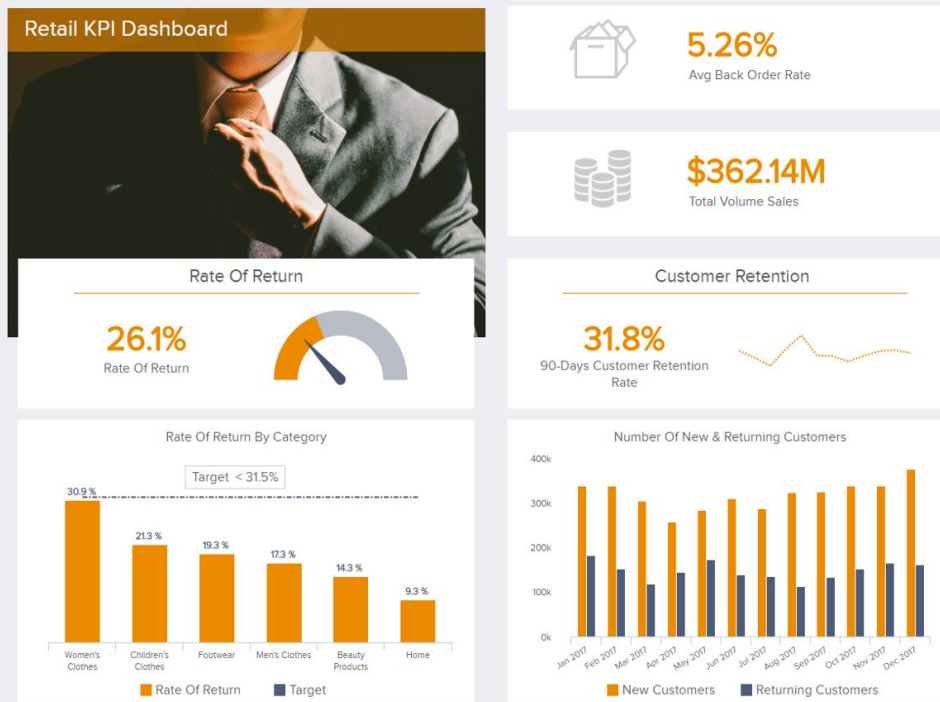 Retail KPI Dashboard
5.26%
Avg Back Order Rate
$362.14M
Total Volume Sales
Rate Of Return
26.1%
Rate Of Return
Customer Retention
31.8%
90-Days Customer Retention
Rate
Rate Of Return By Category
Target < 31.5%
30.9 %
21.3 %
19.3 %
17.3 %
14.3 %
9.3 %
Women's
Clothes
Children's
Clothes
Footwear
Men's Clothes
Beauty
Products
Home
Rate Of Return
Target
Number Of New & Returning Customers
400k
300k
200k
100k
0k
Jan 2017
Feb 2017
Mar 2017
Apr 2017
May 2017
Jun 2017
Jul 2017
Aug 2017
Sep 2017
Oct 2017
Nov 2017
Dec 2017
New Customers
Returning Customers